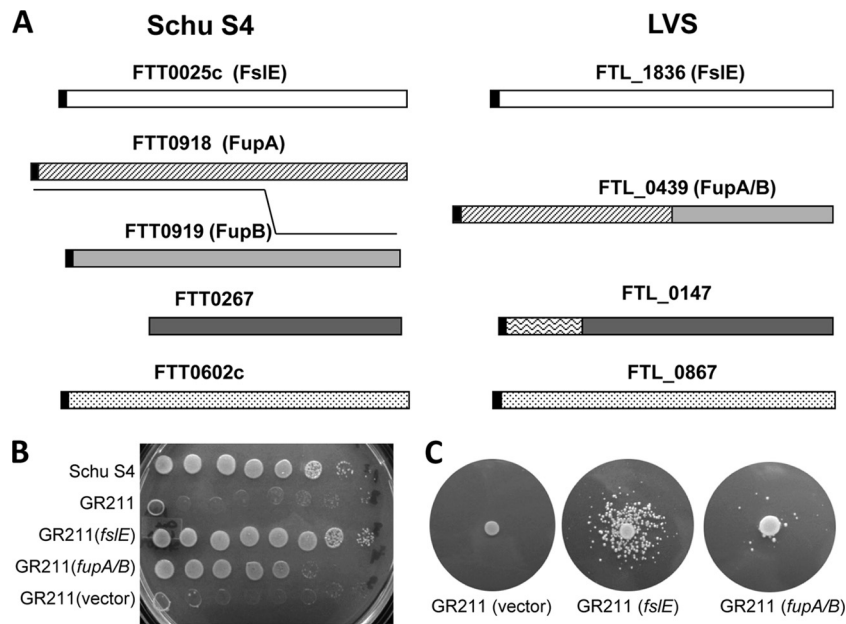 A
Schu S4
LVS
FTT0025c (FslE)
FTL_1836 (FslE)
FTT0918 (FupA)
FTL_0439 (FupA/B)
FTT0919 (FupB)
FTT0267
FTL_0147
FTT0602c
FTL_0867
B
Schu S4
GR211
GR211(fslE)
GR211(fupA/B)
GR211(vector)
C
GR211 (vector)
GR211 (fslE)
GR211 (fupA/B)